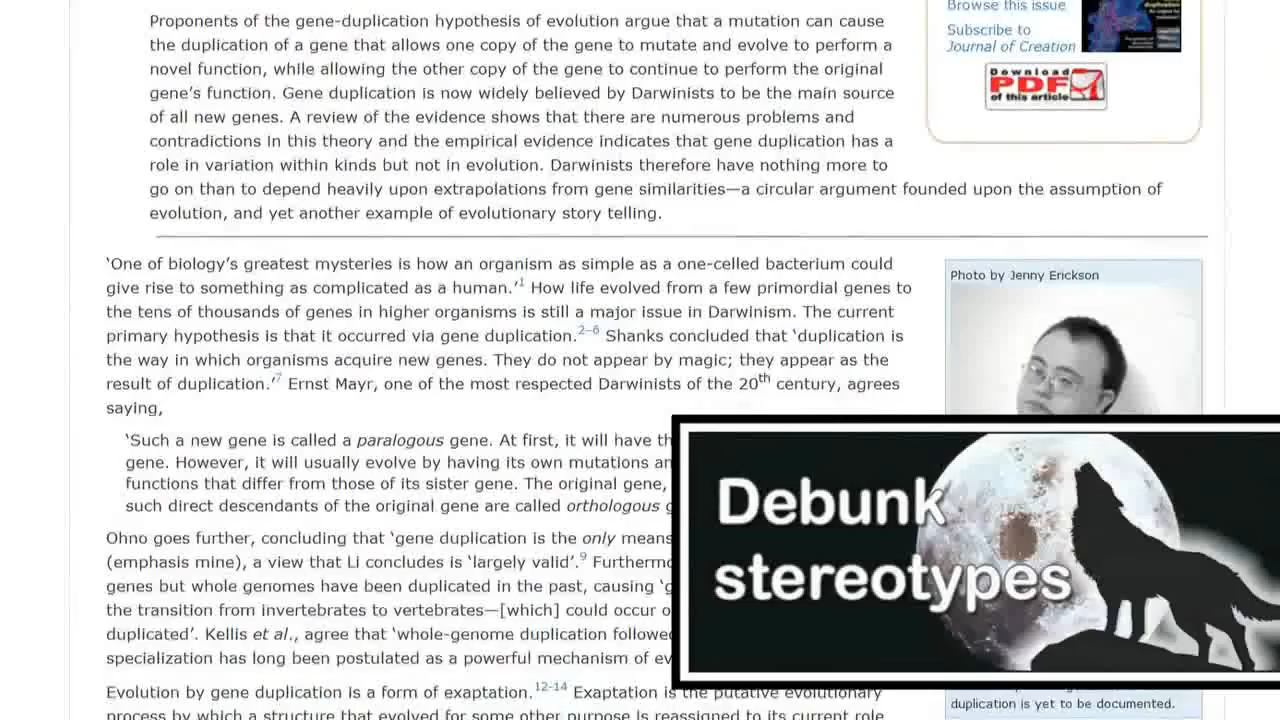 Proponents of the gene-duplication hypothesis of evolution argue that a mutation can cause
the duplication of a gene that allows one copy of the gene to mutate and evolve to perform a
novel function, while allowing the other copy of the gene to continue to perform the original
gene's function. Gene duplication is now widely believed by Darwinists to be the main source
of all new genes. A review of the evidence shows that there are numerous problems and
contradictions in this theory and the empirical evidence indicates that gene duplication has a
role in variation within kinds but not in evolution. Darwinists therefore have nothing more to
go on than to depend heavily upon extrapolations from gene similarities—a circular argument founded upon the assumption of
evolution, and yet another example of evolutionary story telling.
Browse this issue
Subscribe to
Journal of Creation
Download
PDF
of this article
‘One of biology’s greatest mysteries is how an organism as simple as a one-celled bacterium could
give rise to something as complicated as a human.’1 How life evolved from a few primordial genes to
the tens of thousands of genes in higher organisms is still a major issue in Darwinism. The current
primary hypothesis is that it occurred via gene duplication.2–6 Shanks concluded that ‘duplication is
the way in which organisms acquire new genes. They do not appear by magic; they appear as the
result of duplication.’7 Ernst Mayr, one of the most respected Darwinists of the 20th century, agrees
saying,
‘Such a new gene is called a paralogous gene. At first, it will have th
gene. However, it will usually evolve by having its own mutations an
functions that differ from those of its sister gene. The original gene,
such direct descendants of the original gene are called orthologous g
Ohno goes further, concluding that ‘gene duplication is the only means
(emphasis mine), a view that Li concludes is ‘largely valid’.9 Furthermo
genes but whole genomes have been duplicated in the past, causing ‘g
the transition from invertebrates to vertebrates—[which] could occur o
duplicated’. Kellis et al., agree that ‘whole-genome duplication followed
specialization has long been postulated as a powerful mechanism of ev
Evolution by gene duplication is a form of exaptation.12-14 Exaptation is the putative evolutionary
process by which a structure that evolved for some other purpose is reassigned to its current role
Photo by Jenny Erickson
Debunk
stereotypes
duplication is yet to be documented.